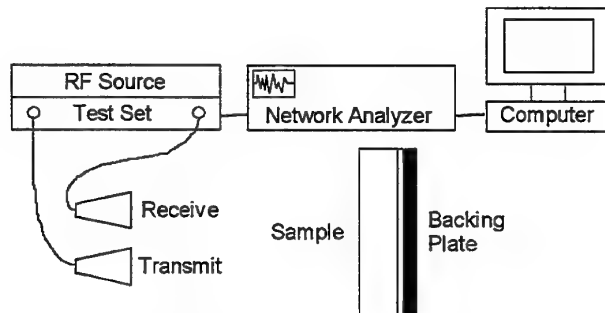 RF Source
Test Set
Network Analyzer
Computer
Receive
Transmit
Sample
Backing
Plate